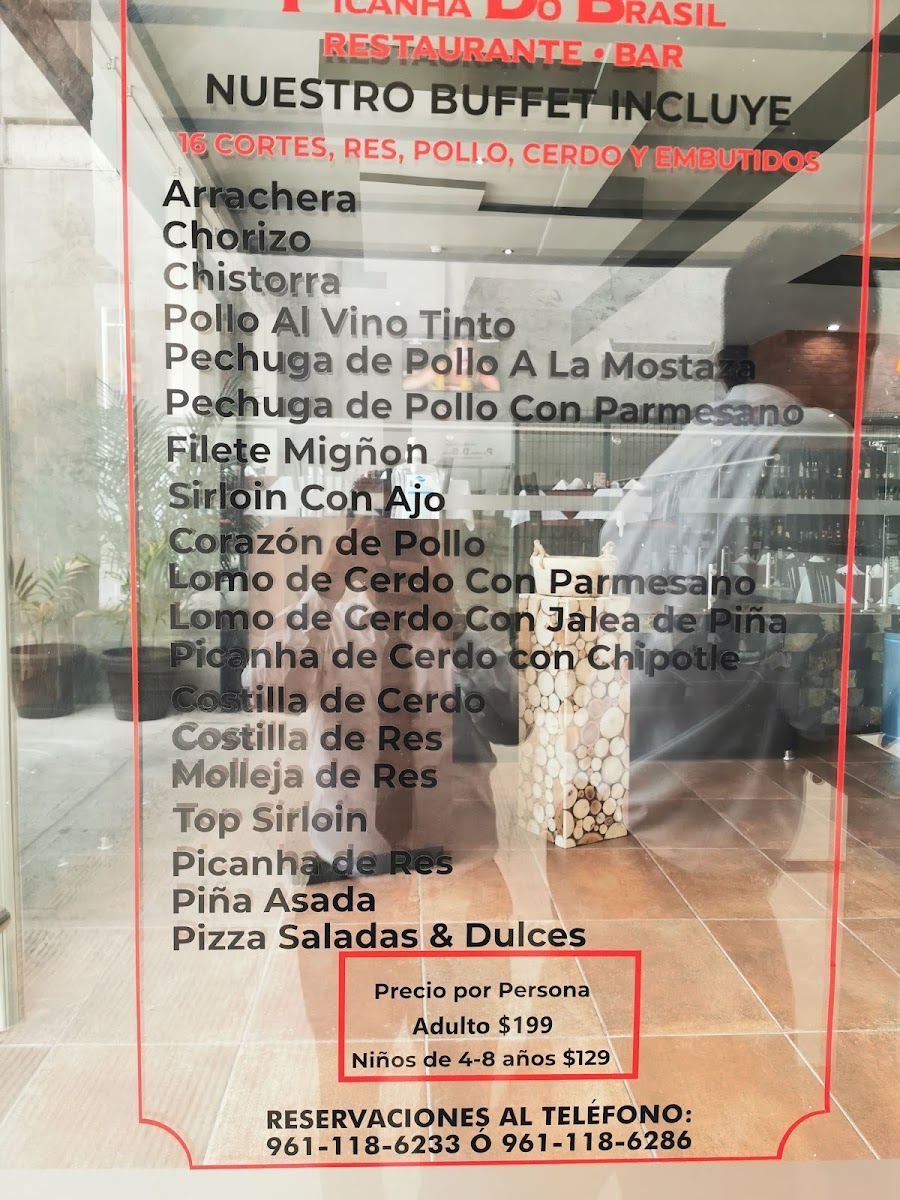 PICANHA DO BRASIL
RESTAURANTE • BAR
NUESTRO BUFFET INCLUYE
16 CORTES, RES, POLLO, CERDO Y EMBUTIDOS
Arrachera
Chorizo
Chistorra
Pollo Al Vino Tinto
Pechuga de Pollo A La Mostaza
Pechuga de Pollo Con Parmesano
Filete Migñon
Sirloin Con Ajo
Corazón de Pollo
Lomo de Cerdo Con Parmesano
Lomo de Cerdo Con Jalea de Piña
Picanha de Cerdo con Chipotle
Costilla de Cerdo
Costilla de Res
Molleja de Res
Top Sirloin
Picanha de Res
Piña Asada
Pizza Saladas & Dulces
Precio por Persona
Adulto $199
Niños de 4-8 años $129
RESERVACIONES AL TELÉFONO:
961-118-6233 Ó 961-118-6286